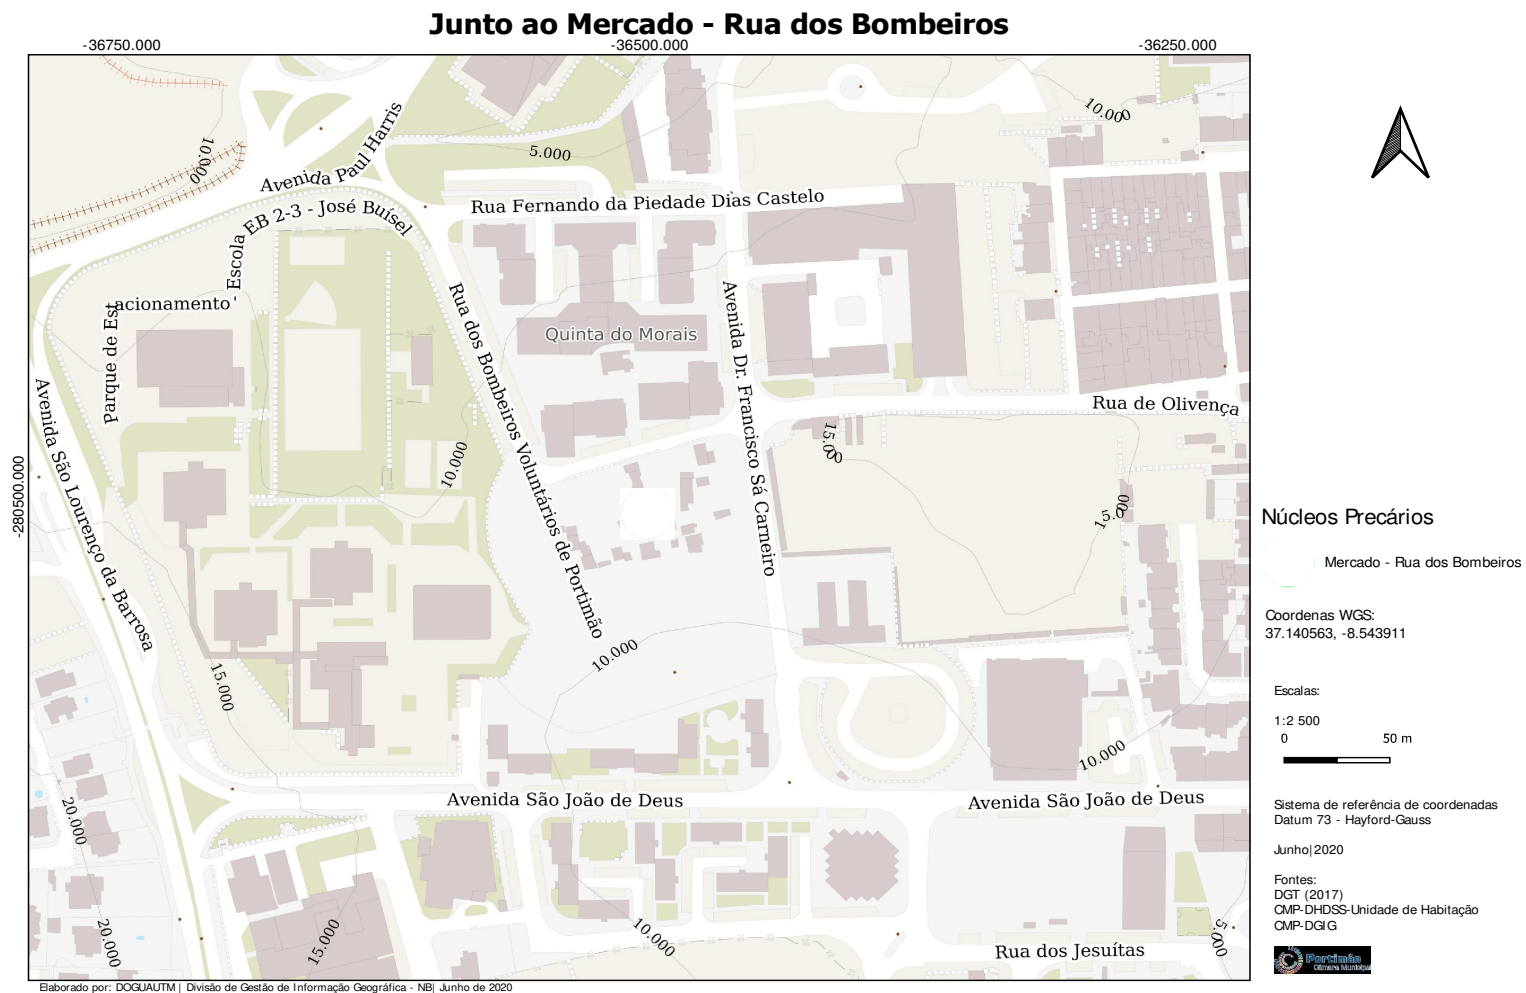 Junto ao Mercado - Rua dos Bombeiros
-36750.000
-36500.000
-36250.000
-280500.000
10.000
10.000
5.000
Avenida Paul Harris
Rua Fernando da Piedade Dias Castelo
Parque de Estacionamento - Escola EB 2-3 - José Buísel
Rua dos Bombeiros Voluntários de Portimão
Quinta do Morais
Avenida Dr. Francisco Sá Carneiro
Avenida São Lourenço da Barrosa
Rua de Olivença
10.000
15.000
15.000
15.000
10.000
10.000
Avenida São João de Deus
Avenida São João de Deus
20.000
20.000
15.000
10.000
5.000
Rua dos Jesuítas
Núcleos Precários
Mercado - Rua dos Bombeiros
Coordenas WGS:
37.140563, -8.543911
Escalas:
1:2 500
0 50 m
Sistema de referência de coordenadas
Datum 73 - Hayford-Gauss
Junho|2020
Fontes:
DGT (2017)
CMP-DHDSS-Unidade de Habitação
CMP-DGIG
Portimão
Câmara Municipal
Elaborado por: DOGUAUTM | Divisão de Gestão de Informação Geográfica - NB| Junho de 2020